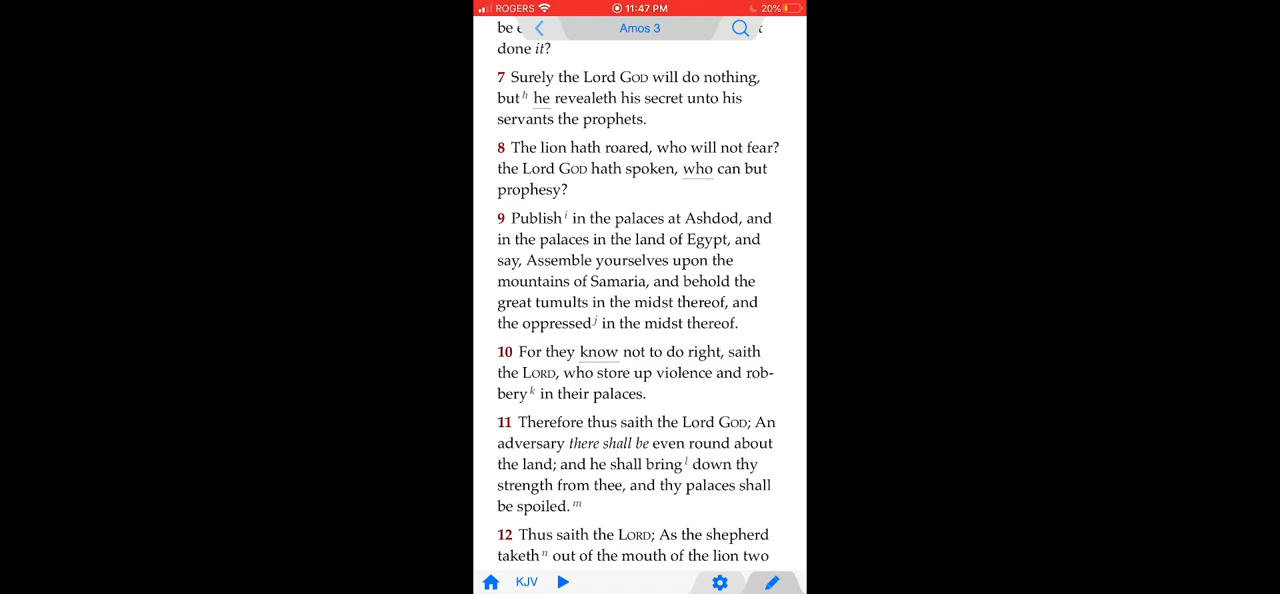 ROGERS 11:47 PM 20%
Amos 3
be
done it?
7 Surely the Lord GOD will do nothing,
but h he revealeth his secret unto his
servants the prophets.
8 The lion hath roared, who will not fear?
the Lord GOD hath spoken, who can but
prophesy?
9 Publish i in the palaces at Ashdod, and
in the palaces in the land of Egypt, and
say, Assemble yourselves upon the
mountains of Samaria, and behold the
great tumults in the midst thereof, and
the oppressed j in the midst thereof.
10 For they know not to do right, saith
the LORD, who store up violence and rob-
bery k in their palaces.
11 Therefore thus saith the Lord GOD; An
adversary there shall be even round about
the land; and he shall bring l down thy
strength from thee, and thy palaces shall
be spoiled. m
12 Thus saith the LORD; As the shepherd
taketh n out of the mouth of the lion two
KJV